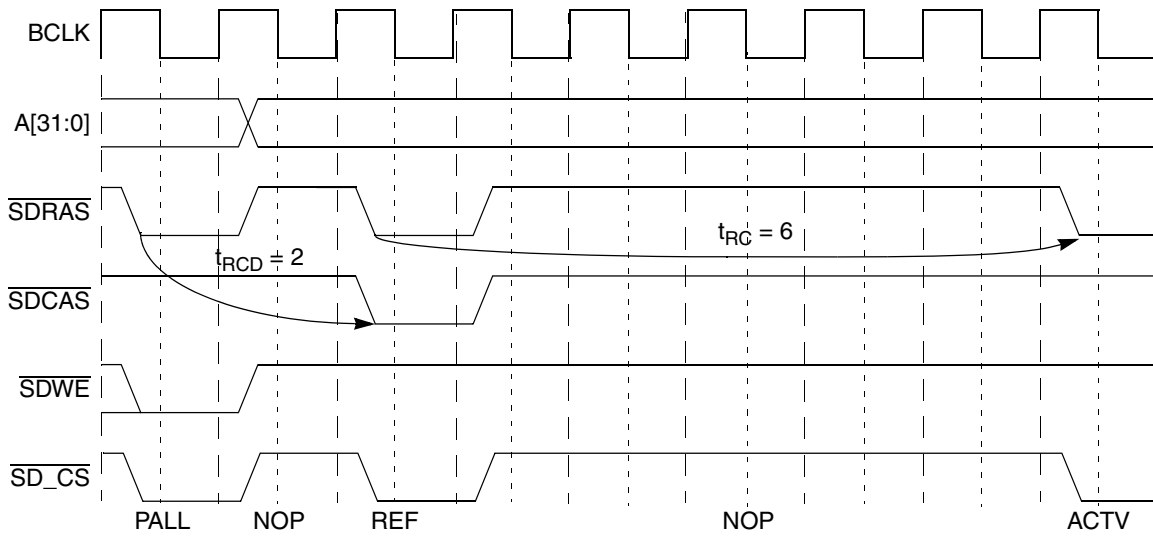 BCLK
A[31:0]
SDRAS
tRC = 6
tRCD = 2
SDCAS
SDWE
SD_CS
PALL NOP REF NOP ACTV